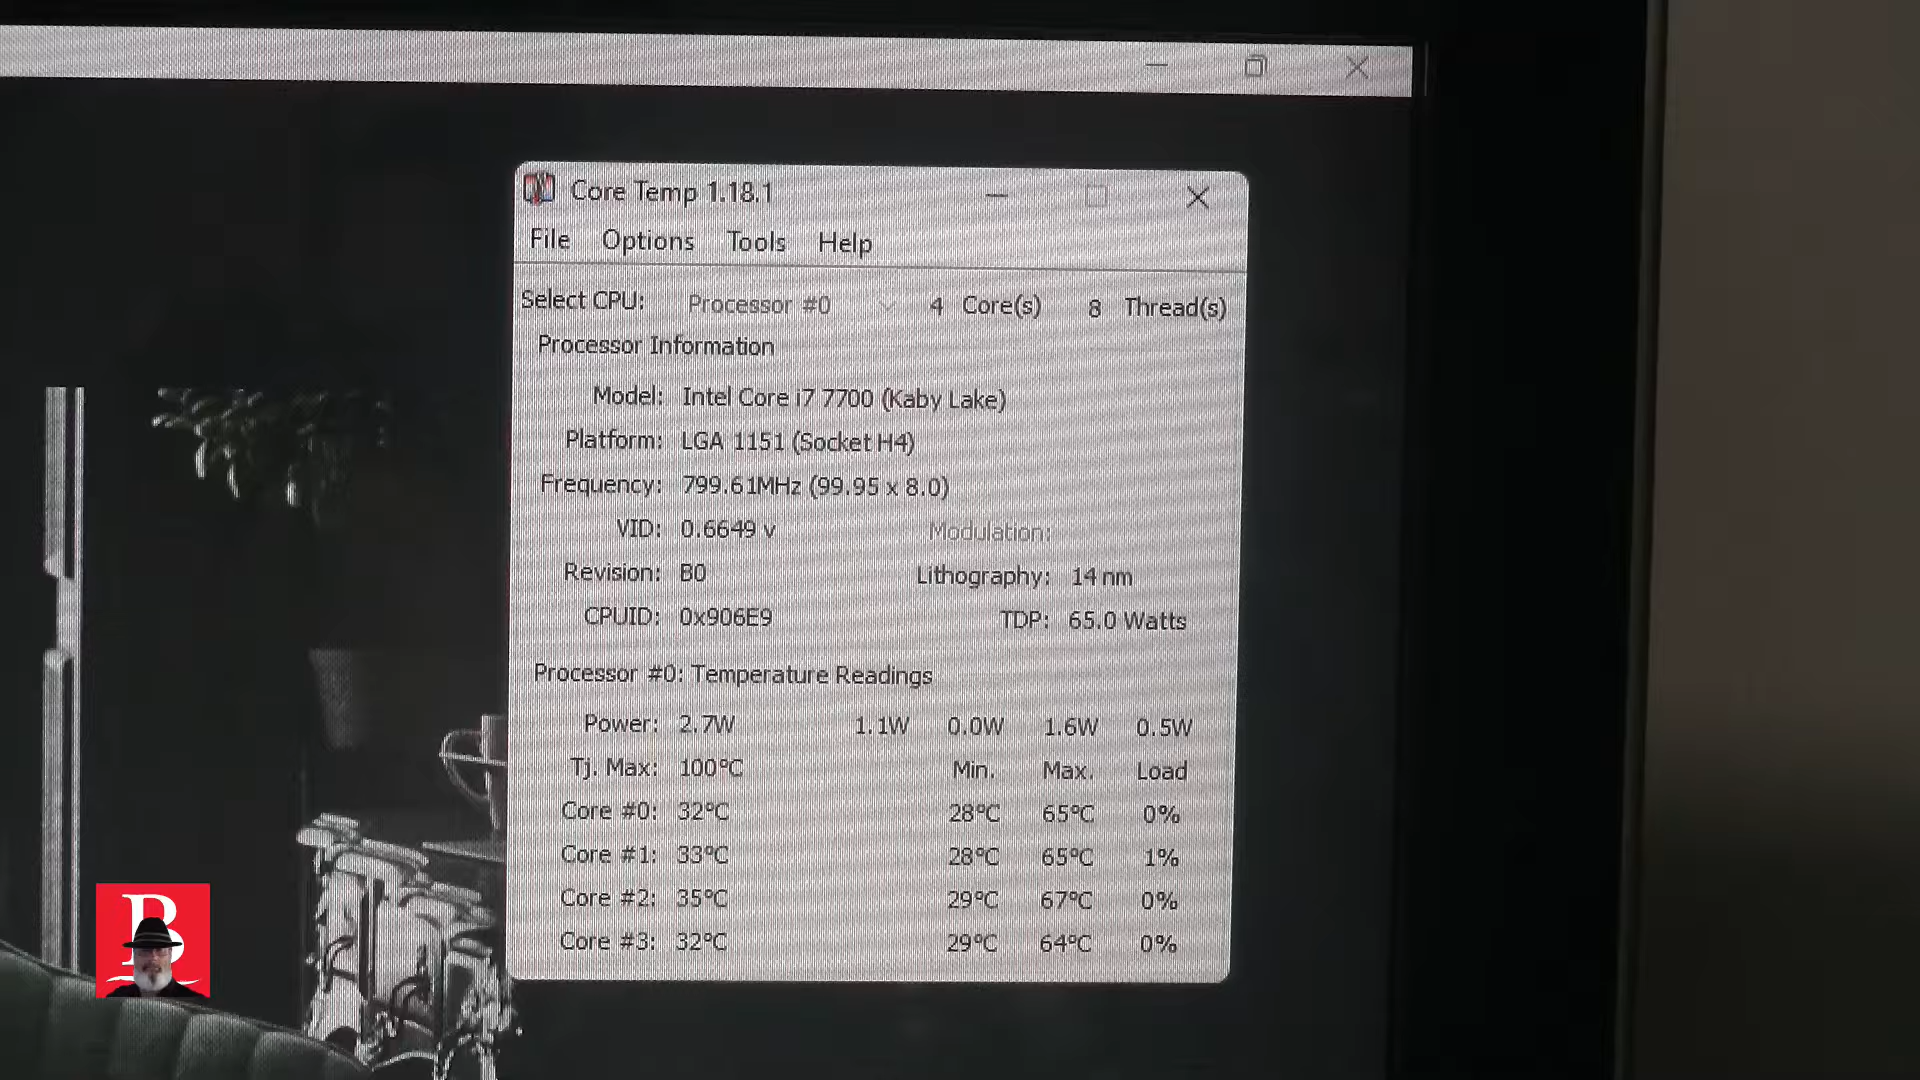 Core Temp 1.18.1
File Options Tools Help
Select CPU: Processor #0 4 Core(s) 8 Thread(s)
Processor Information
Model: Intel Core i7 7700 (Kaby Lake)
Platform: LGA 1151 (Socket H4)
Frequency: 799.61MHz (99.95 x 8.0)
VID: 0.6649 v Modulation:
Revision: B0 Lithography: 14 nm
CPUID: 0x906E9 TDP: 65.0 Watts
Processor #0: Temperature Readings
Power: 2.7W 1.1W 0.0W 1.6W 0.5W
Tj. Max: 100°C Min. Max. Load
Core #0: 32°C 28°C 65°C 0%
Core #1: 33°C 28°C 65°C 1%
Core #2: 35°C 29°C 67°C 0%
Core #3: 32°C 29°C 64°C 0%
B